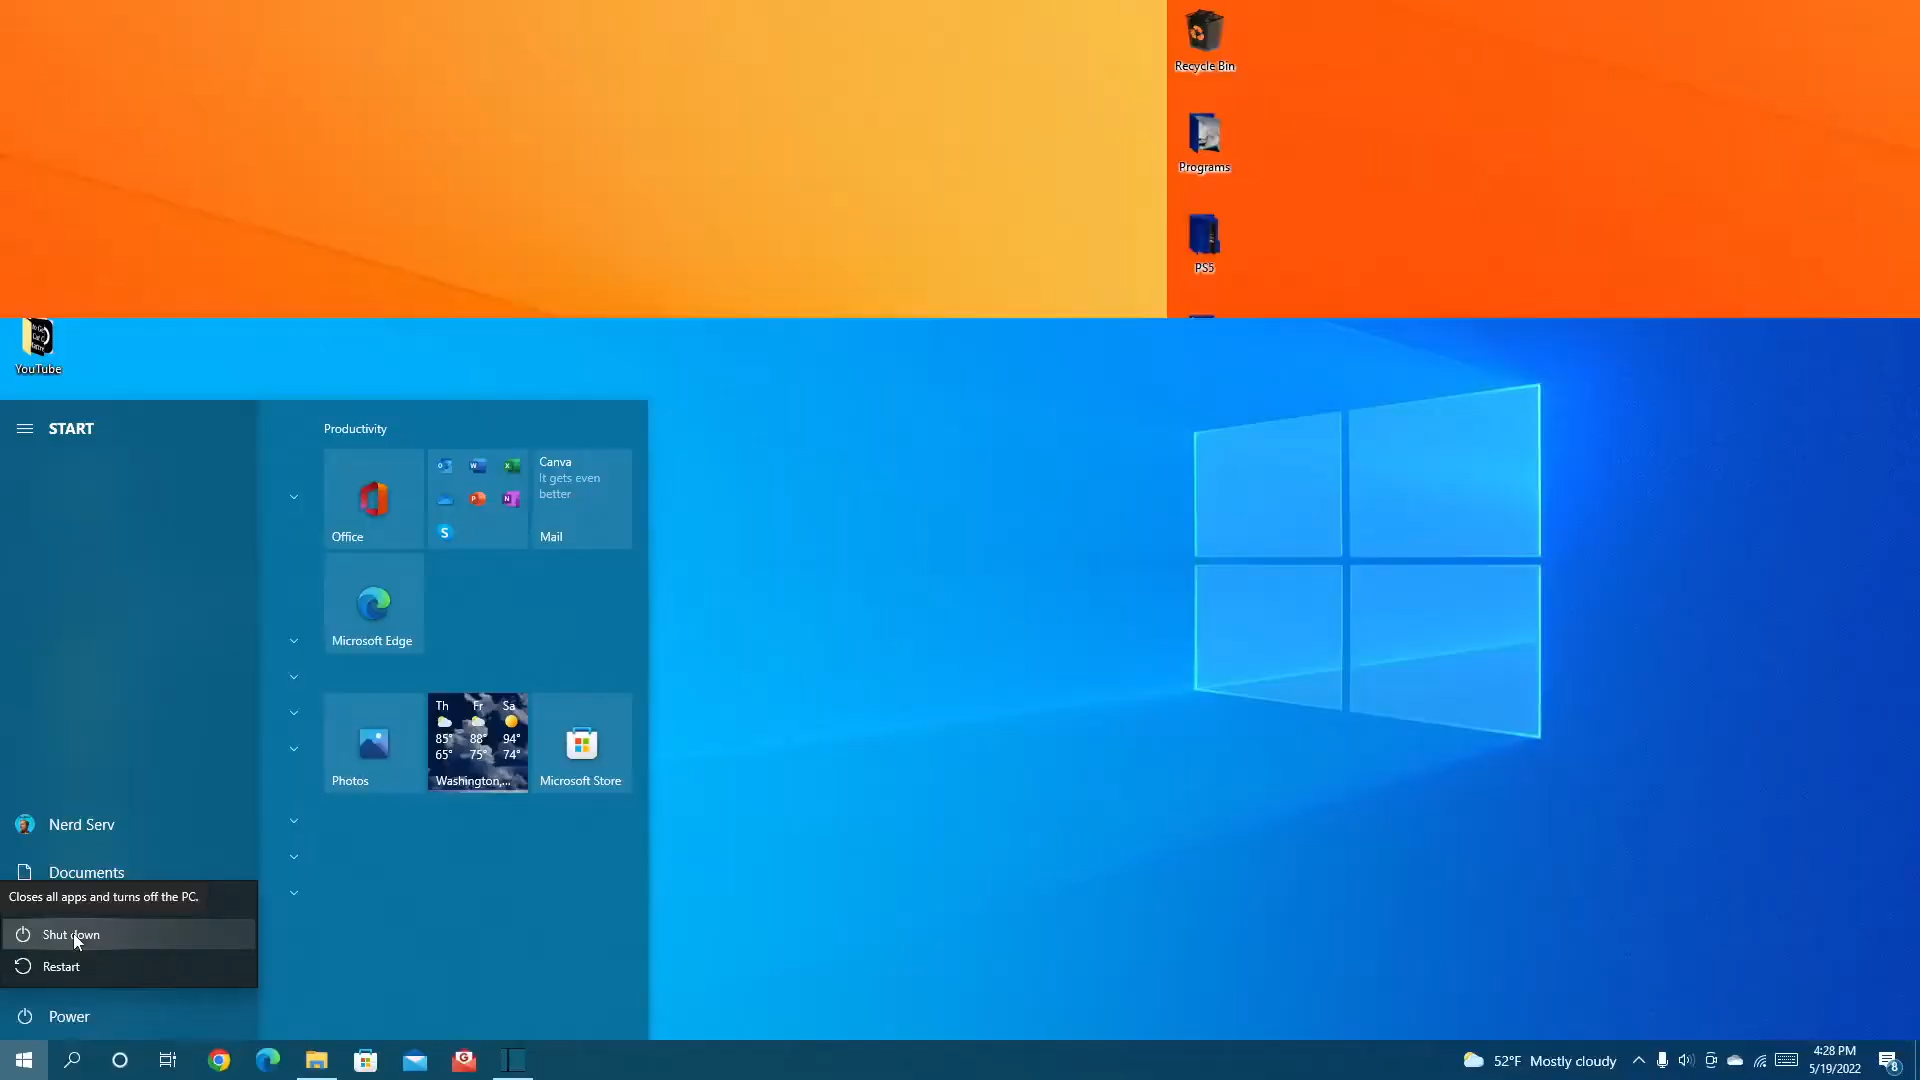 Recycle Bin
Programs
PS5
YouTube
START
Productivity
Office
Canva
It gets even
better
Mail
Microsoft Edge
Photos
Th Fr Sa
85° 88° 94°
65° 75° 74°
Washington,...
Microsoft Store
Nerd Serv
Documents
Closes all apps and turns off the PC.
Shut down
Restart
Power
52°F Mostly cloudy
4:28 PM
5/19/2022
8